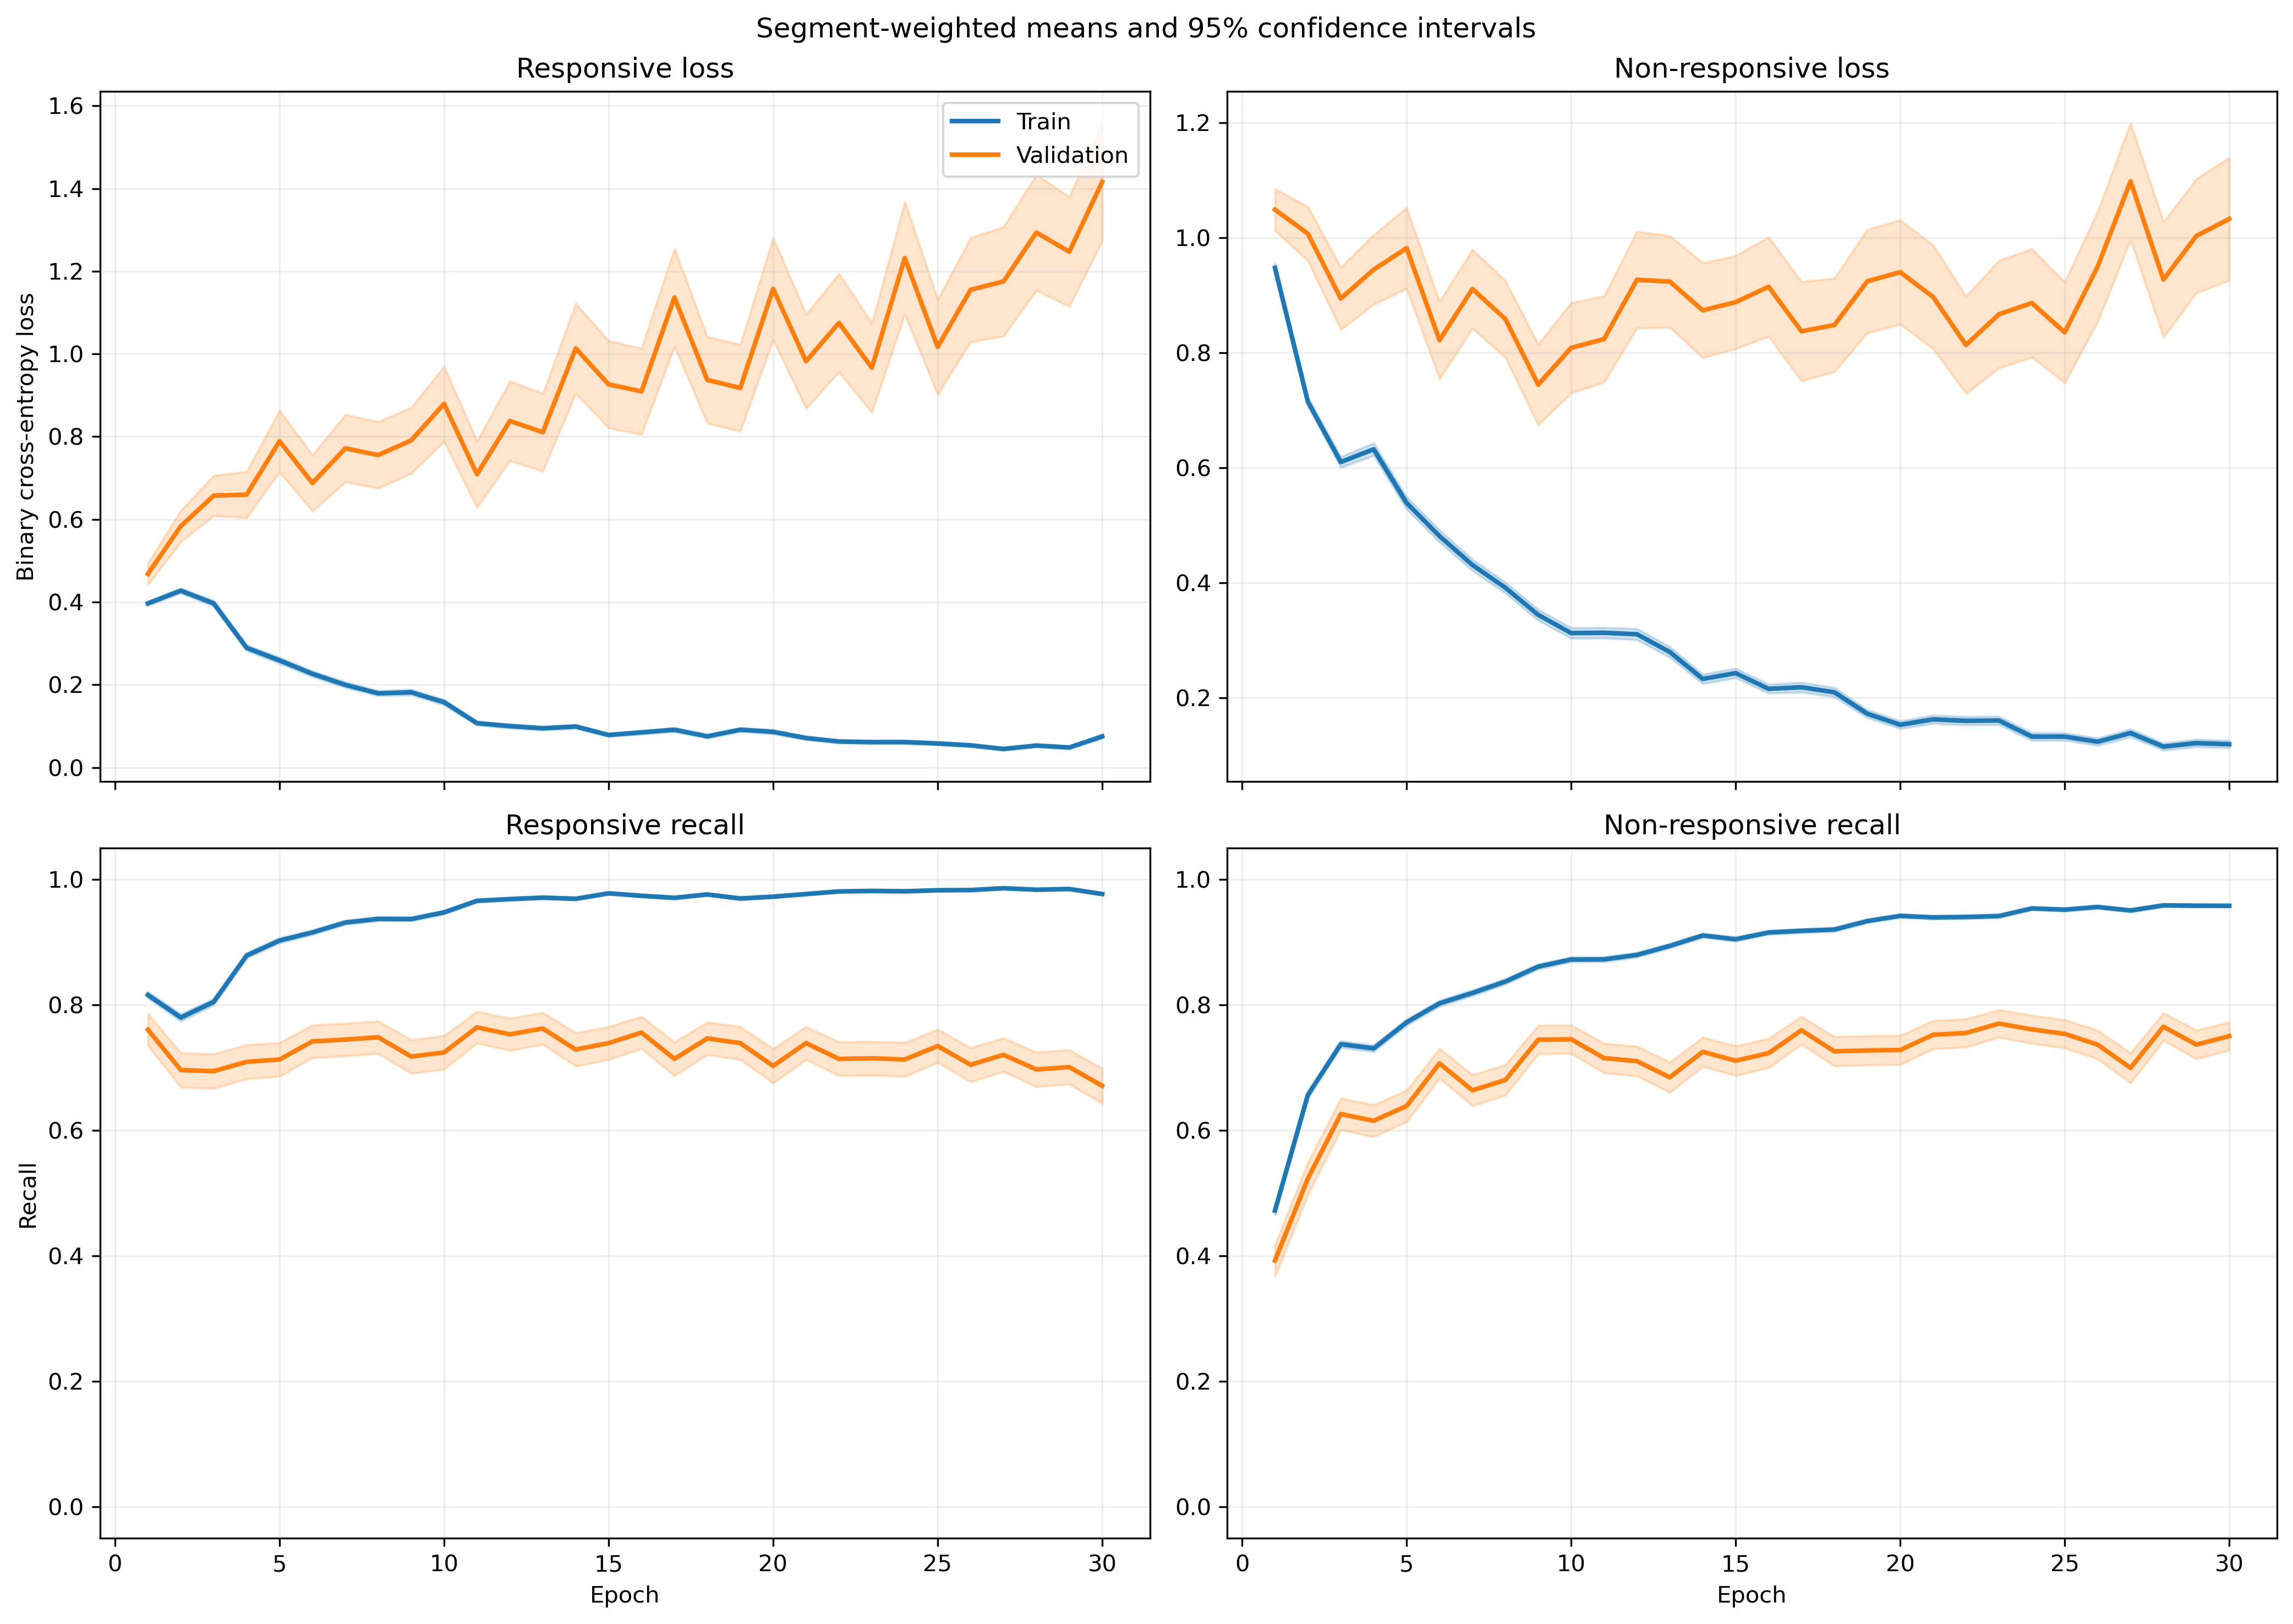 Segment-weighted means and 95% confidence intervals
Responsive loss
Non-responsive loss
Binary cross-entropy loss
1.6
1.4
1.2
1.0
0.8
0.6
0.4
0.2
0.0
Train
Validation
1.2
1.0
0.8
0.6
0.4
0.2
Responsive recall
Non-responsive recall
Recall
1.0
0.8
0.6
0.4
0.2
0.0
0 5 10 15 20 25 30
Epoch
1.0
0.8
0.6
0.4
0.2
0.0
0 5 10 15 20 25 30
Epoch